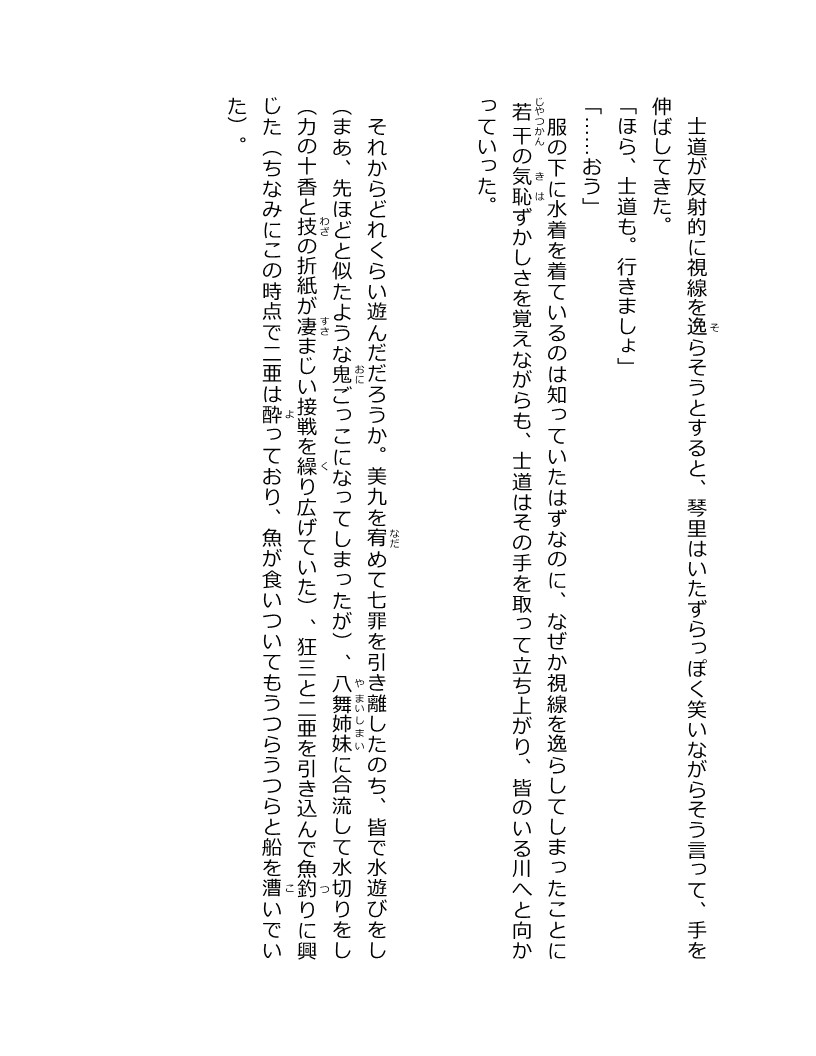 士道が反射的に視線を逸らそうとすると、琴里はいたずらっぽく笑いながらそう言って、手を
伸ばしてきた。
「ほら、士道も。行きましょ」
「……おう」
服の下に水着を着ているのは知っていたはずなのに、なぜか視線を逸らしてしまったことに
若干の気恥ずかしさを覚えながらも、士道はその手を取って立ち上がり、皆のいる川へと向か
っていった。
それからどれくらい遊んだだろうか。美九を宥めて七罪を引き離したのち、皆で水遊びをし
（まあ、先ほどと似たような鬼ごっこになってしまったが）、八舞姉妹に合流して水切りをし
（力の十香と技の折紙が凄まじい接戦を繰り広げていた）、狂三と二亜を引き込んで魚釣りに興
じた（ちなみにこの時点で二亜は酔っており、魚が食いついてもうつらうつらと船を漕いでい
た）。